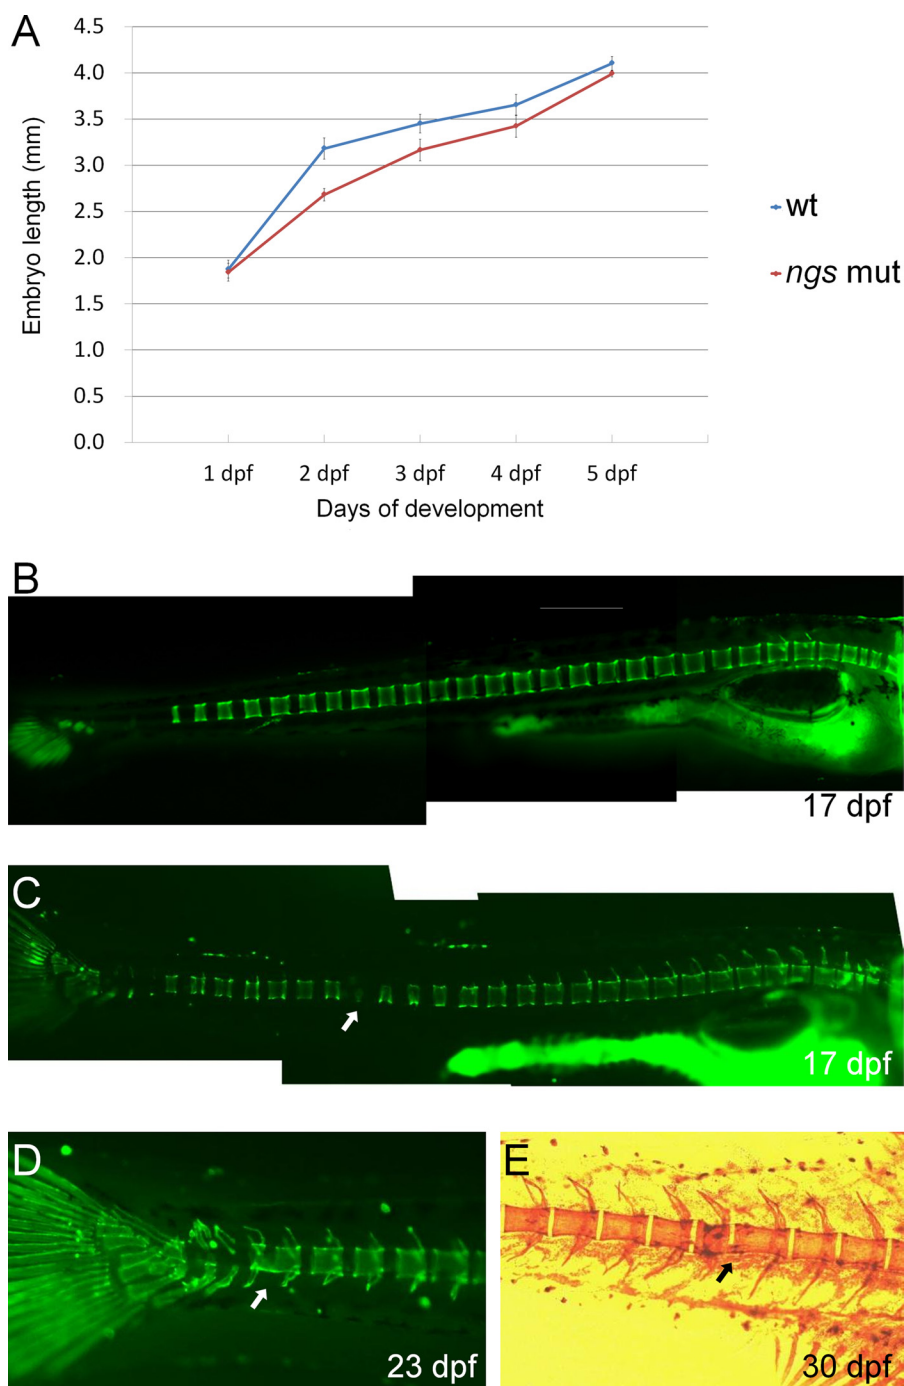 A
4.5
4.0
3.5
3.0
2.5
2.0
1.5
1.0
0.5
0.0
Embryo length (mm)
1 dpf 2 dpf 3 dpf 4 dpf 5 dpf
Days of development
wt
ngs mut
B
17 dpf
C
17 dpf
D
23 dpf
E
30 dpf